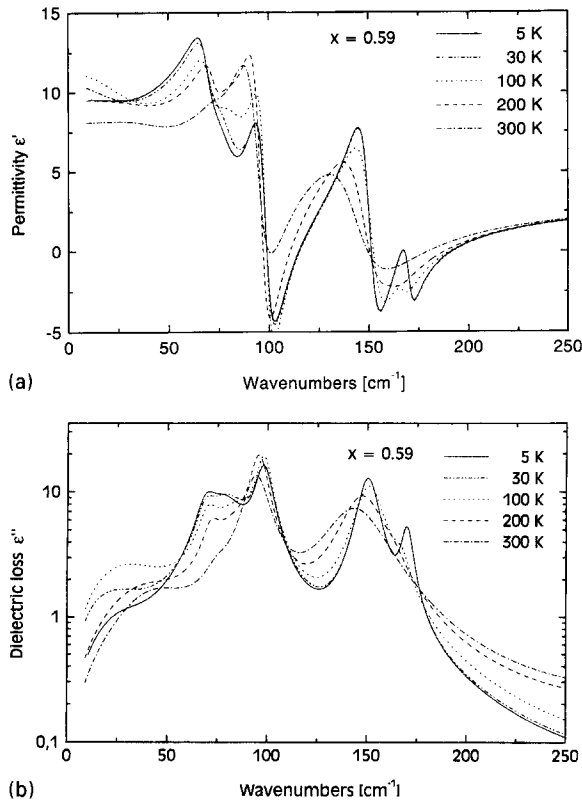 x = 0.59
5 K
30 K
100 K
200 K
300 K
Permittivity ε'
15
10
5
0
-5
0
50
100
150
200
250
(a)
Wavenumbers [cm⁻¹]
x = 0.59
5 K
30 K
100 K
200 K
300 K
Dielectric loss ε''
10
1
0,1
0
50
100
150
200
250
(b)
Wavenumbers [cm⁻¹]